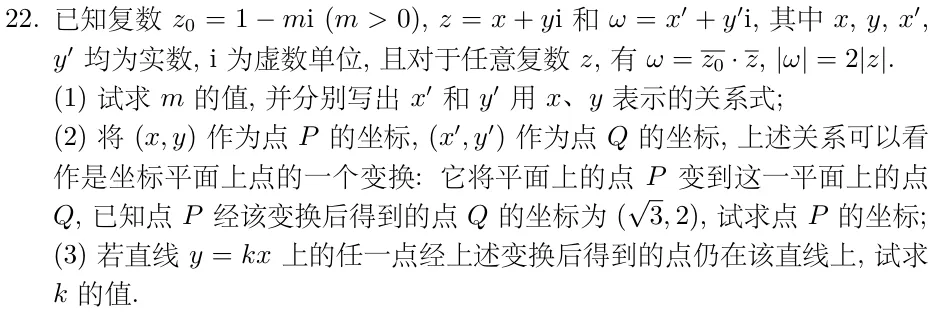 22. 已知复数 z₀ = 1 − mi (m > 0), z = x + yi 和 ω = x′ + y′i, 其中 x, y, x′,
y′ 均为实数, i 为虚数单位, 且对于任意复数 z, 有 ω = z̅₀ · z̅, |ω| = 2|z|.
(1) 试求 m 的值, 并分别写出 x′ 和 y′ 用 x、y 表示的关系式;
(2) 将 (x, y) 作为点 P 的坐标, (x′, y′) 作为点 Q 的坐标, 上述关系可以看
作是坐标平面上点的一个变换: 它将平面上的点 P 变到这一平面上的点
Q, 已知点 P 经该变换后得到的点 Q 的坐标为 (√3, 2), 试求点 P 的坐标;
(3) 若直线 y = kx 上的任一点经上述变换后得到的点仍在该直线上, 试求
k 的值.